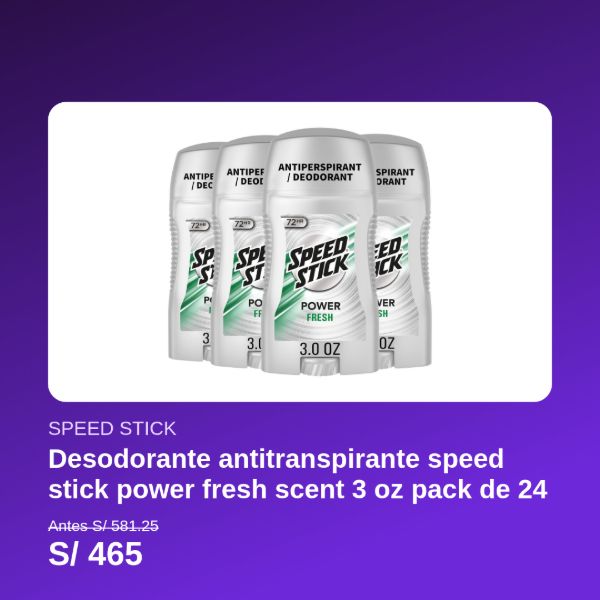 ANTIPERSPIRANT
/ DEODORANT
72HR
SPEED
STICK
POWER
FRESH
3.0 OZ
SPEED STICK
Desodorante antitranspirante speed
stick power fresh scent 3 oz pack de 24
Antes S/ 581.25
S/ 465